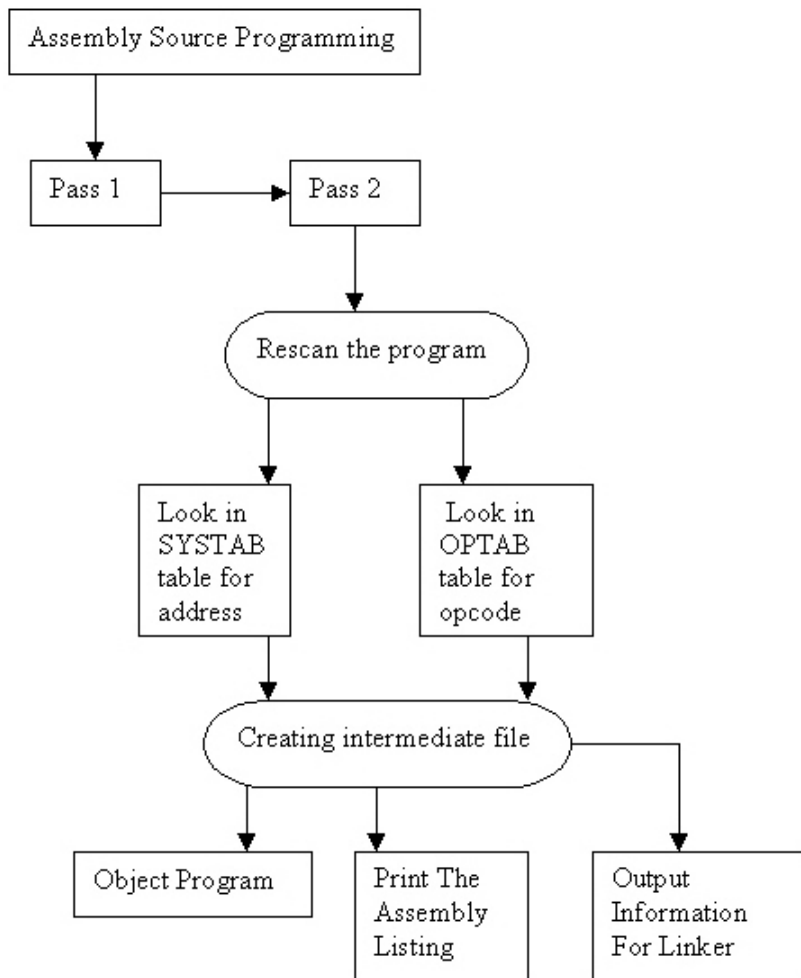 Assembly Source Programming
Pass 1
Pass 2
Rescan the program
Look in
SYSTAB
table for
address
Look in
OPTAB
table for
opcode
Creating intermediate file
Object Program
Print The
Assembly
Listing
Output
Information
For Linker